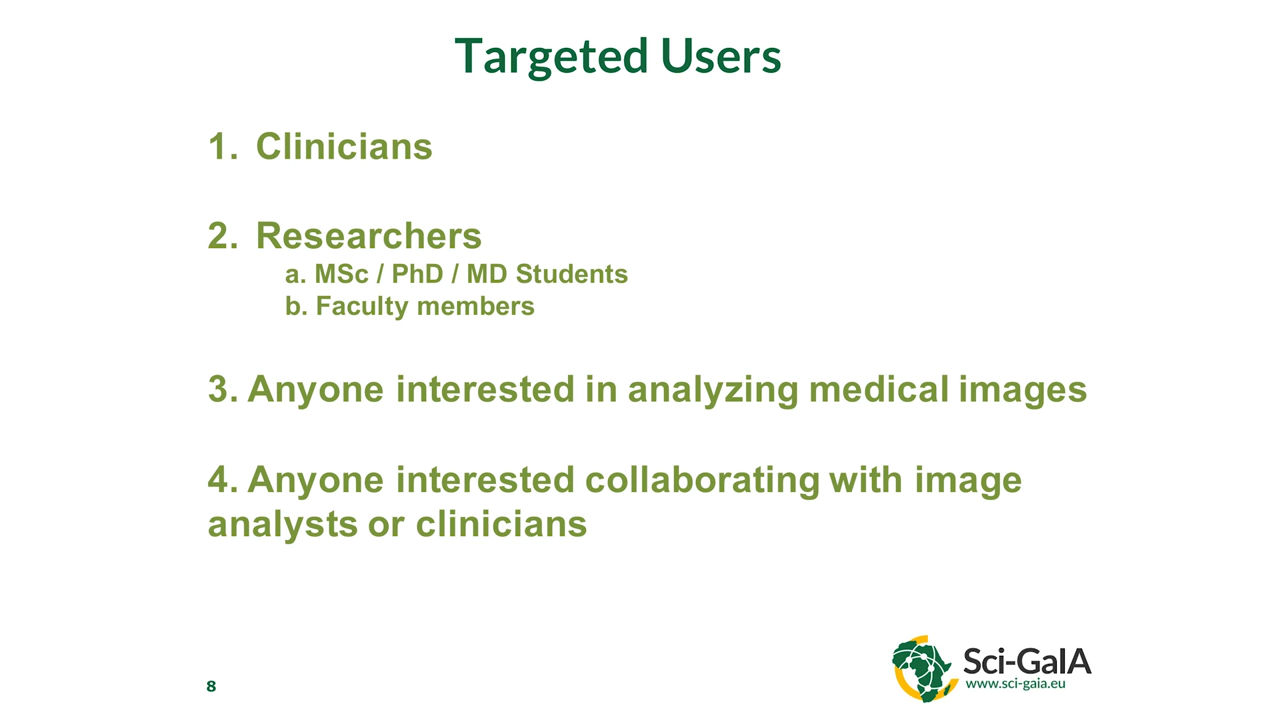 Targeted Users
1. Clinicians
2. Researchers
a. MSc / PhD / MD Students
b. Faculty members
3. Anyone interested in analyzing medical images
4. Anyone interested collaborating with image
analysts or clinicians
8
Sci-GaIA
www.sci-gaia.eu